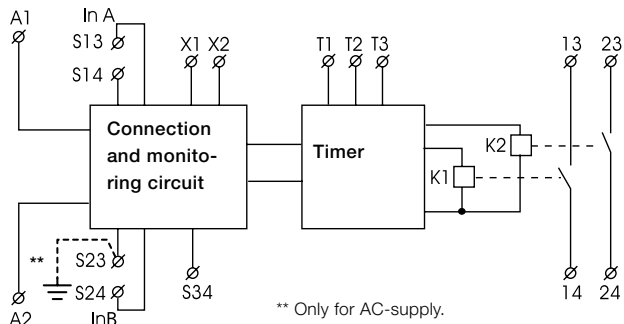 A1
In A
S13
S14
X1 X2
T1 T2 T3
13
23
Connection
and monito-
ring circuit
Timer
K2
K1
**
S23
S24
A2
InB
S34
14
24
** Only for AC-supply.